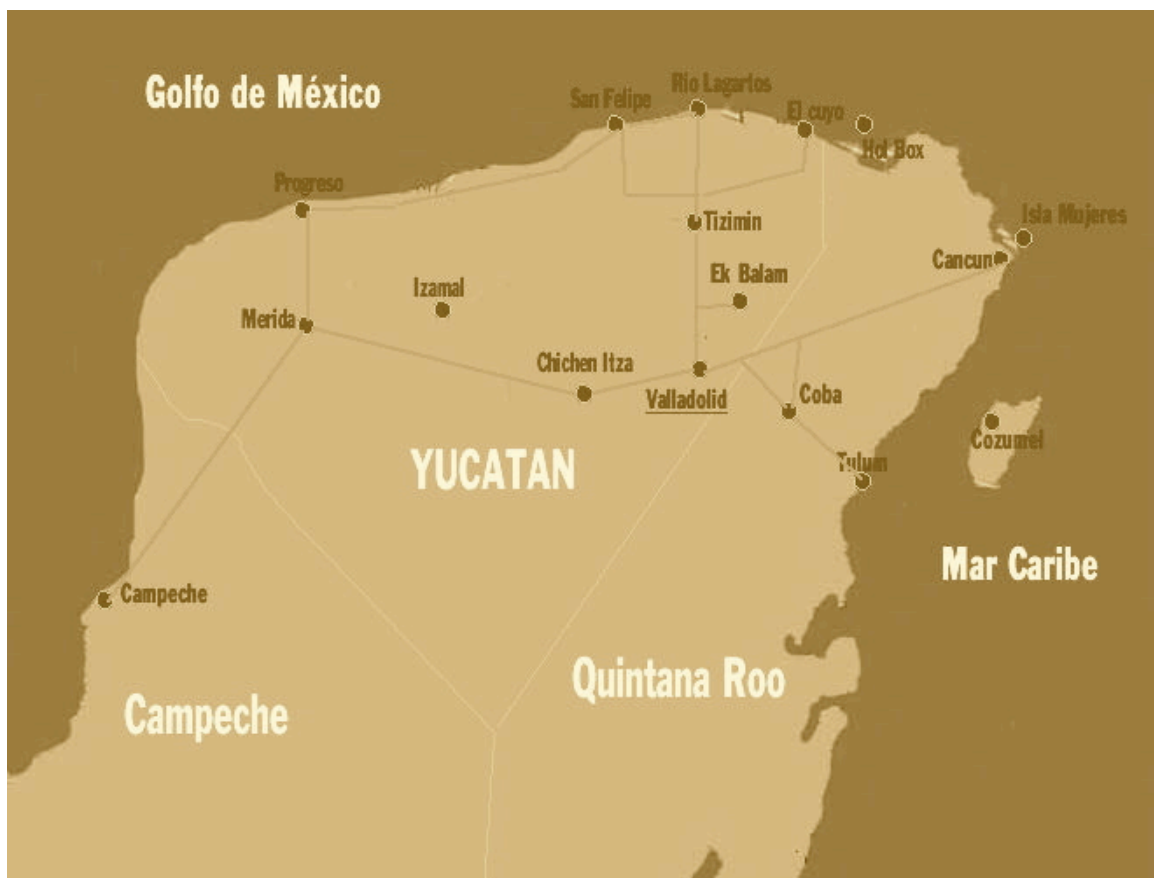 Golfo de México
Rio Lagartos
San Felipe
El cuyo
Hol Box
Progreso
Isla Mujeres
Tizimin
Cancun
Ek Balam
Izamal
Merida
Chichen Itza
Valladolid
Coba
Cozumel
YUCATAN
Tulum
Mar Caribe
Campeche
Quintana Roo
Campeche